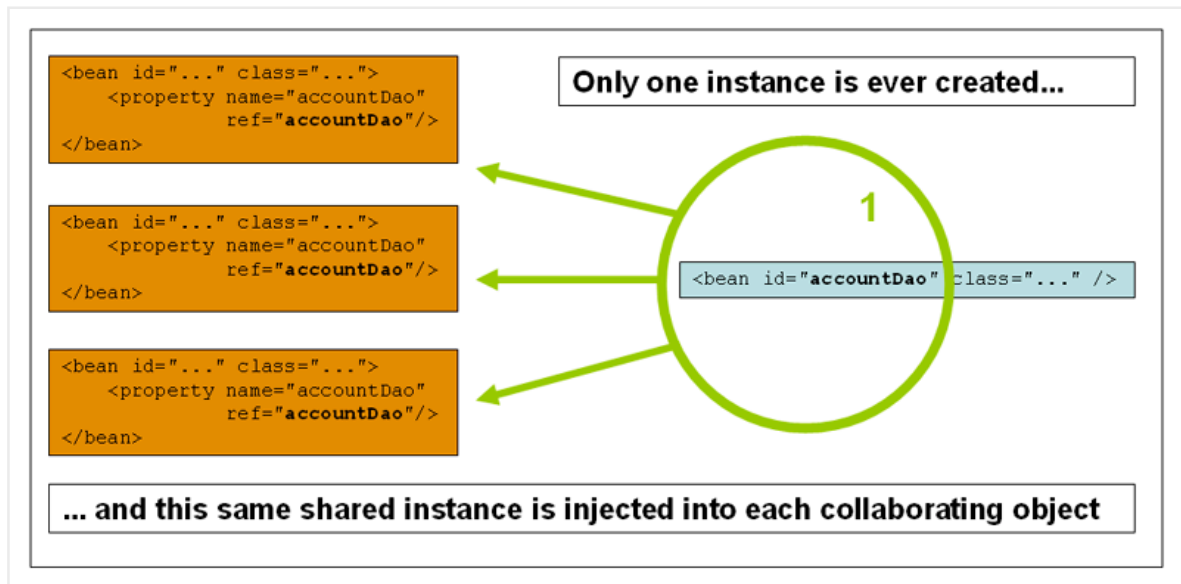 <bean id="..." class="...">
    <property name="accountDao"
              ref="accountDao"/>
</bean>
Only one instance is ever created...
1
<bean id="..." class="...">
    <property name="accountDao"
              ref="accountDao"/>
</bean>
<bean id="accountDao" class="..." />
<bean id="..." class="...">
    <property name="accountDao"
              ref="accountDao"/>
</bean>
... and this same shared instance is injected into each collaborating object